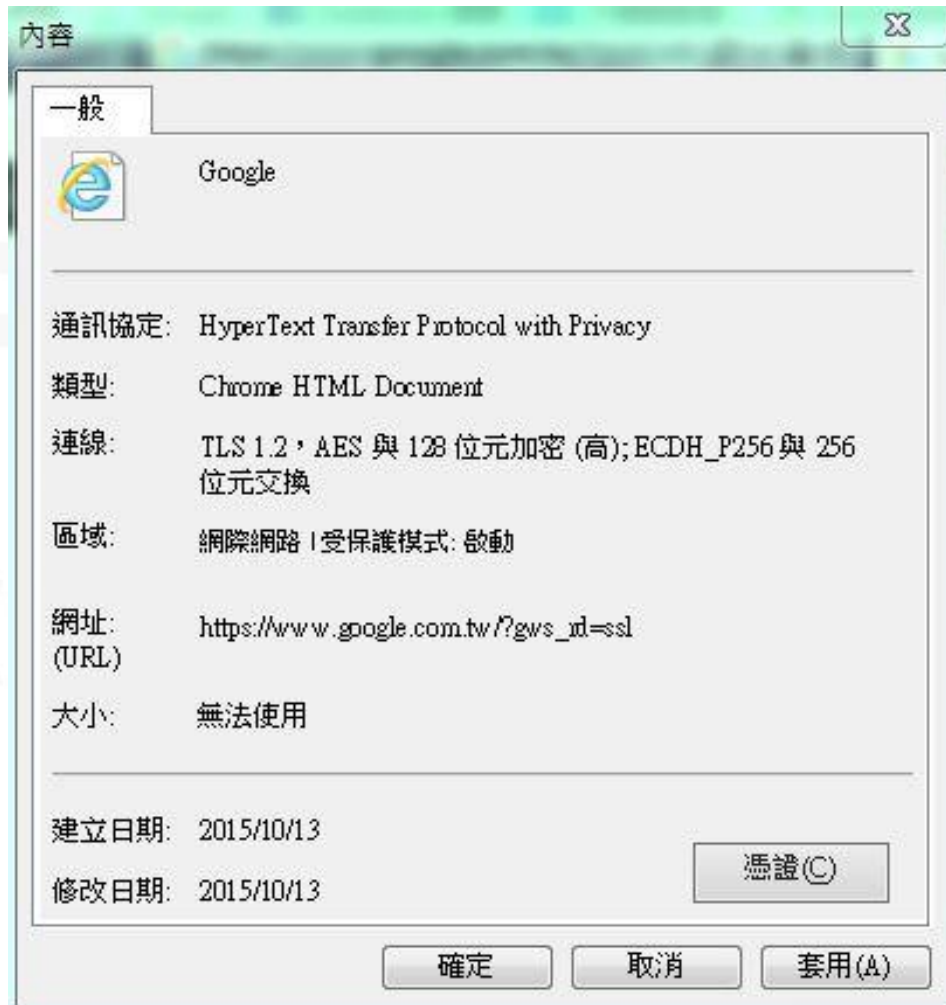 內容
一般
Google
通訊協定: HyperText Transfer Protocol with Privacy
類型: Chrome HTML Document
連線: TLS 1.2，AES 與 128 位元加密 (高); ECDH_P256 與 256
位元交換
區域: 網際網路 | 受保護模式: 啟動
網址: https://www.google.com.tw/?gws_rd=ssl
(URL)
大小: 無法使用
建立日期: 2015/10/13
憑證(C)
修改日期: 2015/10/13
確定 取消 套用(A)